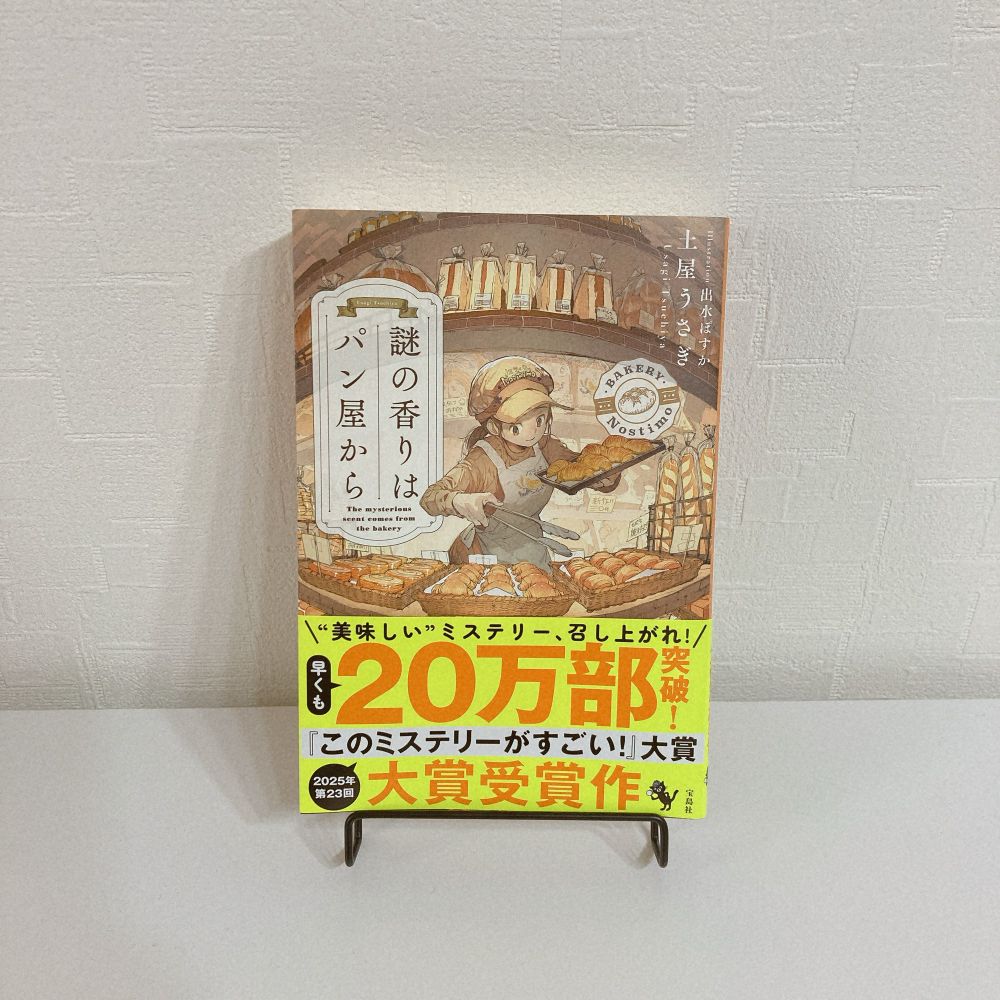 Illustration 出水ぽすか
土屋うさぎ
Usagi Tsuchiya
Usagi Tsuchiya
謎の香りは
パン屋から
The mysterious
scent comes from
the bakery
BAKERY
Nostimo
“美味しい”ミステリー、召し上がれ！
早くも
20万部突破！
『このミステリーがすごい！』大賞
2025年
第23回
大賞受賞作
宝島社